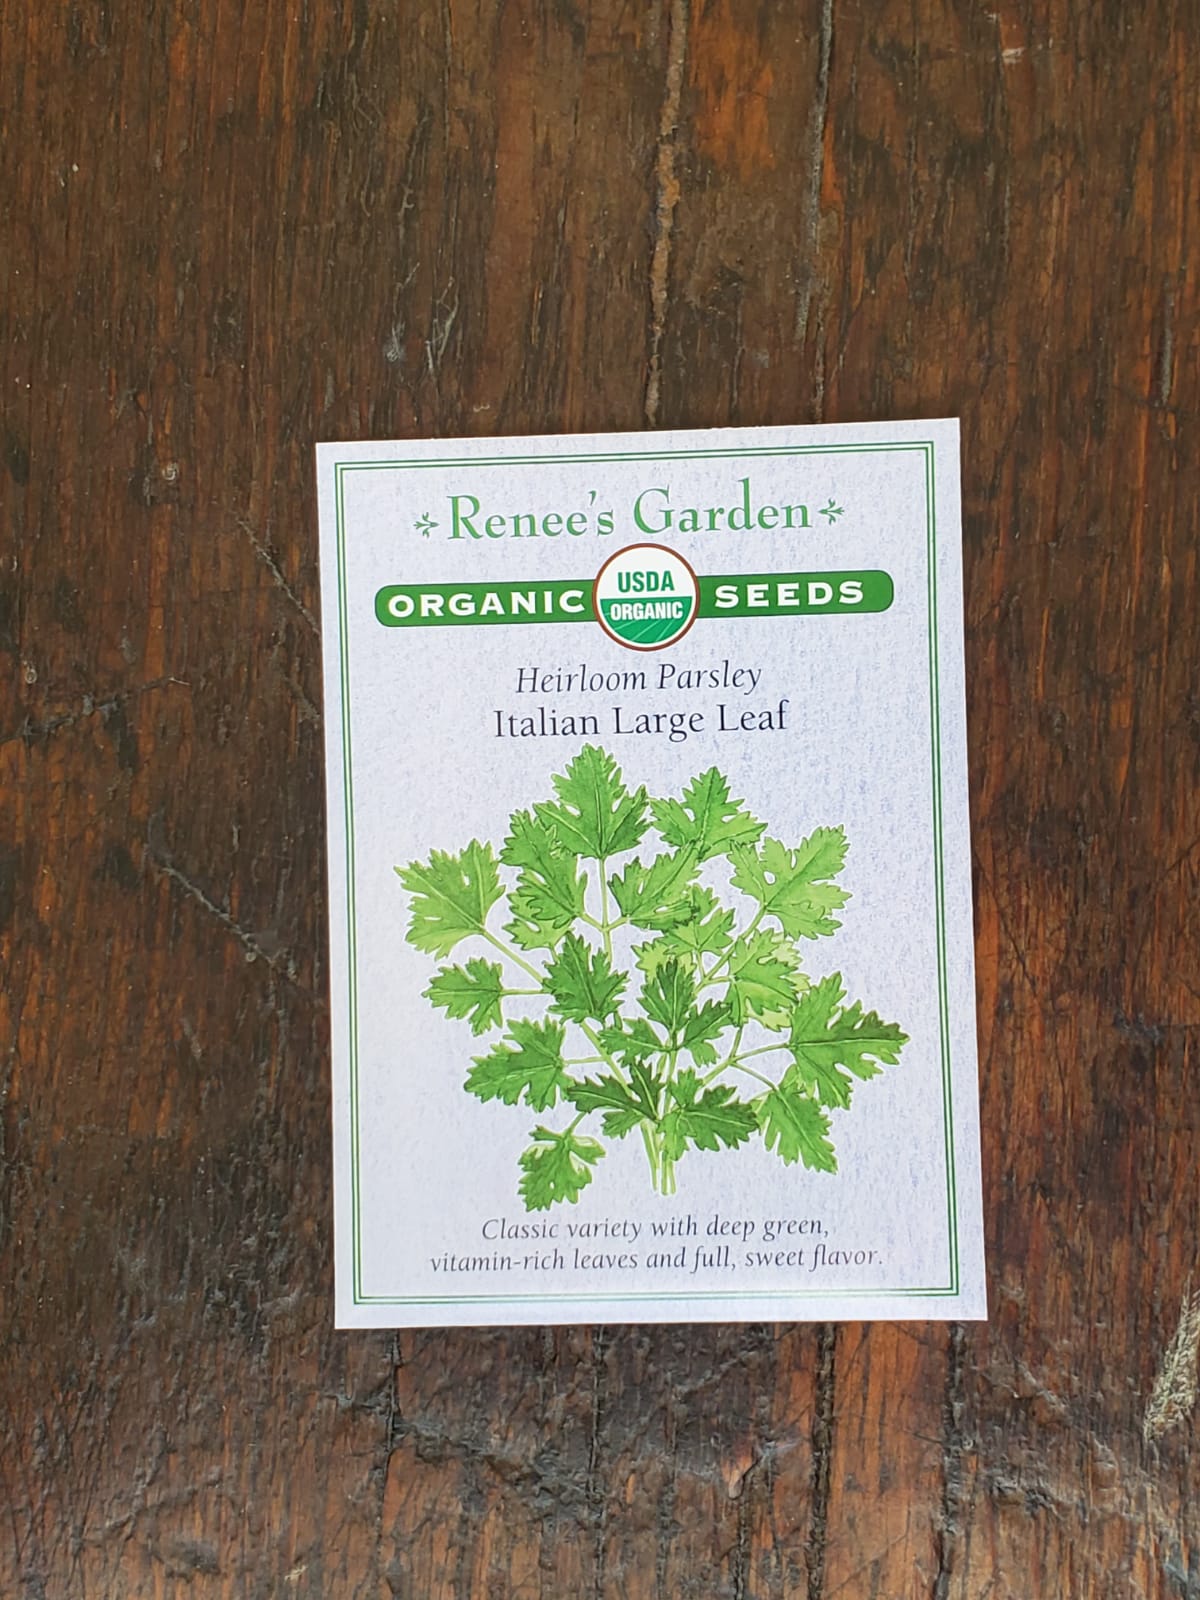 Renee's Garden
ORGANIC USDA ORGANIC SEEDS
Heirloom Parsley
Italian Large Leaf
Classic variety with deep green,
vitamin-rich leaves and full, sweet flavor.